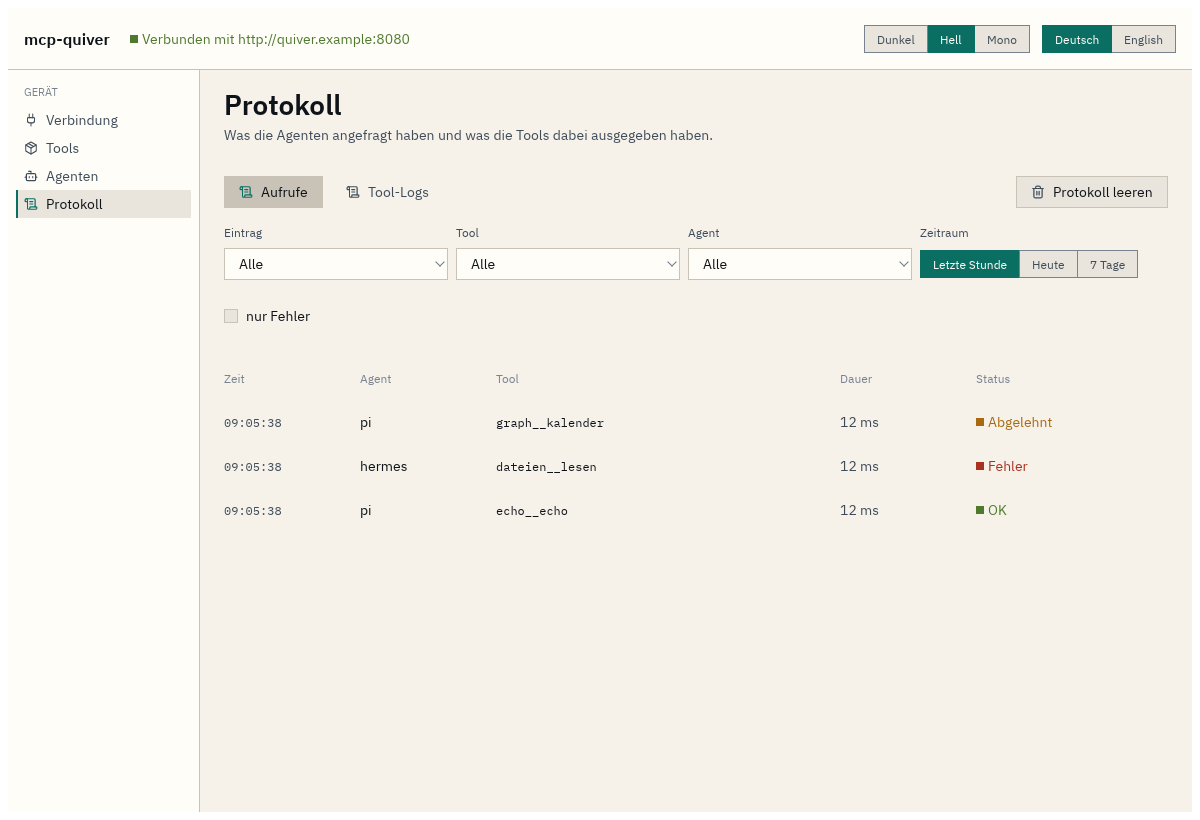 mcp-quiver
Verbunden mit http://quiver.example:8080
Dunkel Hell Mono Deutsch English
GERÄT
Verbindung
Tools
Agenten
Protokoll
Protokoll
Was die Agenten angefragt haben und was die Tools dabei ausgegeben haben.
Aufrufe Tool-Logs Protokoll leeren
Eintrag Tool Agent Zeitraum
Alle Alle Alle Letzte Stunde Heute 7 Tage
nur Fehler
Zeit Agent Tool Dauer Status
09:05:38 pi graph__kalender 12 ms Abgelehnt
09:05:38 hermes dateien__lesen 12 ms Fehler
09:05:38 pi echo__echo 12 ms OK